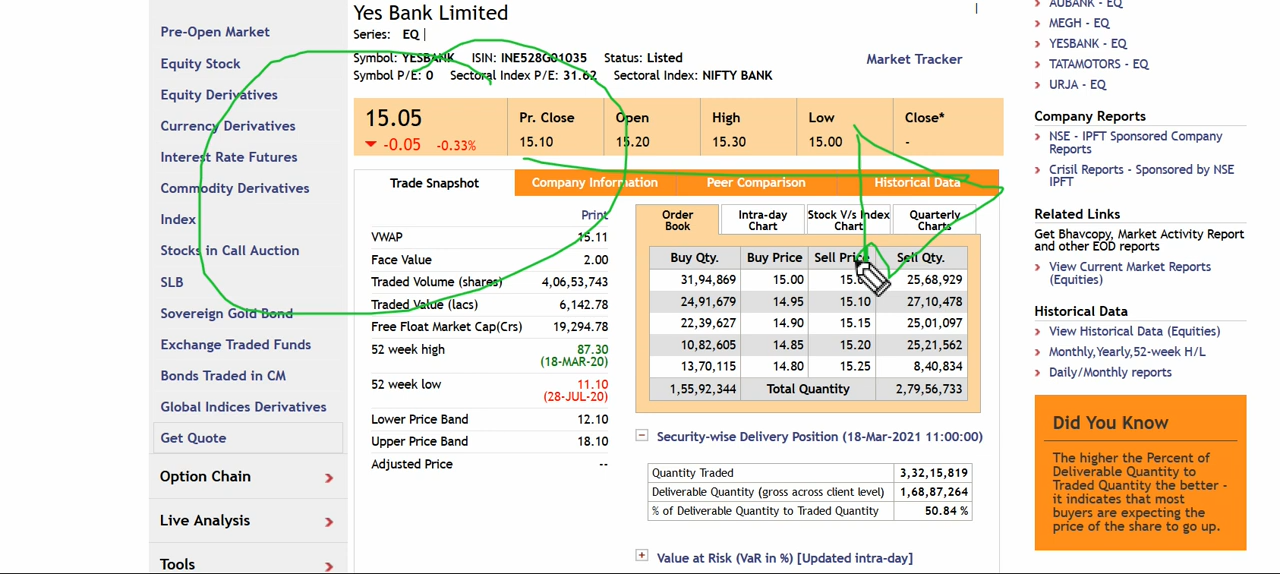 Yes Bank Limited
Series: EQ |
Symbol: YESBANK ISIN: INE528G01035 Status: Listed
Symbol P/E: 0 Sectoral Index P/E: 31.62 Sectoral Index: NIFTY BANK
Market Tracker
Pre-Open Market
Equity Stock
Equity Derivatives
Currency Derivatives
Interest Rate Futures
Commodity Derivatives
Index
Stocks in Call Auction
SLB
Sovereign Gold Bond
Exchange Traded Funds
Bonds Traded in CM
Global Indices Derivatives
Get Quote
Option Chain
Live Analysis
Tools
15.05 Pr. Close Open High Low Close*
-0.05 -0.33% 15.10 15.20 15.30 15.00 -
Trade Snapshot Company Information Peer Comparison Historical Data
Print
VWAP 15.11
Face Value 2.00
Traded Volume (shares) 4,06,53,743
Traded Value (lacs) 6,142.78
Free Float Market Cap(Crs) 19,294.78
52 week high 87.30
(18-MAR-20)
52 week low 11.10
(28-JUL-20)
Lower Price Band 12.10
Upper Price Band 18.10
Adjusted Price --
Order Book Intra-day Chart Stock V/s Index Chart Quarterly Charts
Buy Qty. Buy Price Sell Price Sell Qty.
31,94,869 15.00 25,68,929
24,91,679 14.95 15.10 27,10,478
22,39,627 14.90 15.15 25,01,097
10,82,605 14.85 15.20 25,21,562
13,70,115 14.80 15.25 8,40,834
1,55,92,344 Total Quantity 2,79,56,733
Security-wise Delivery Position (18-Mar-2021 11:00:00)
Quantity Traded 3,32,15,819
Deliverable Quantity (gross across client level) 1,68,87,264
% of Deliverable Quantity to Traded Quantity 50.84 %
Value at Risk (VaR in %) [Updated intra-day]
AUBANK - EQ
MEGH - EQ
YESBANK - EQ
TATAMOTORS - EQ
URJA - EQ
Company Reports
NSE - IPFT Sponsored Company
Reports
Crisil Reports - Sponsored by NSE
IPFT
Related Links
Get Bhavcopy, Market Activity Report
and other EOD reports
View Current Market Reports
(Equities)
Historical Data
View Historical Data (Equities)
Monthly,Yearly,52-week H/L
Daily/Monthly reports
Did You Know
The higher the Percent of
Deliverable Quantity to
Traded Quantity the better -
it indicates that most
buyers are expecting the
price of the share to go up.